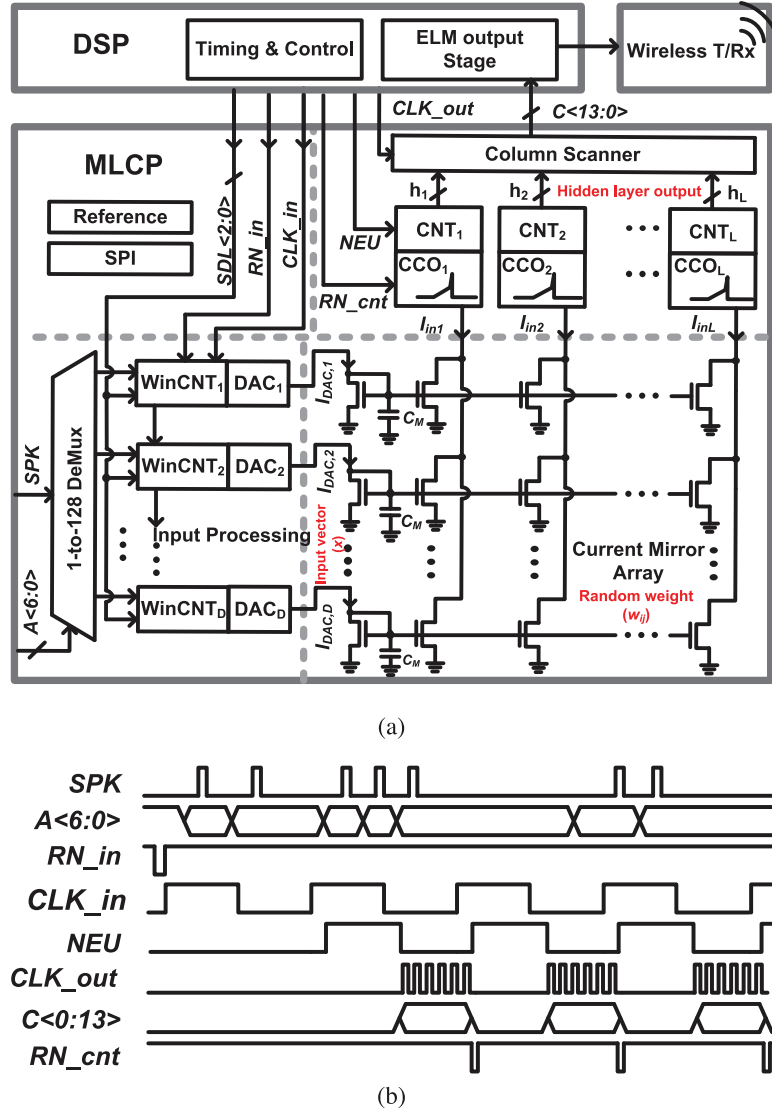 DSP
Timing & Control
ELM output
Stage
Wireless T/Rx
CLK_out
C<13:0>
MLCP
Column Scanner
Reference
SPI
SDL<2:0>
RN_in
CLK_in
NEU
RN_cnt
h1
h2
Hidden layer output
hL
CNT1
CNT2
CNTL
CCO1
CCO2
CCOL
Iin1
Iin2
IinL
SPK
A<6:0>
1-to-128 DeMux
WinCNT1
DAC1
IDAC,1
CM
WinCNT2
DAC2
IDAC,2
CM
Input Processing
Input vector
(x)
Current Mirror
Array
Random weight
(wij)
WinCNTD
DACD
IDAC,D
CM
(a)
SPK
A<6:0>
RN_in
CLK_in
NEU
CLK_out
C<0:13>
RN_cnt
(b)